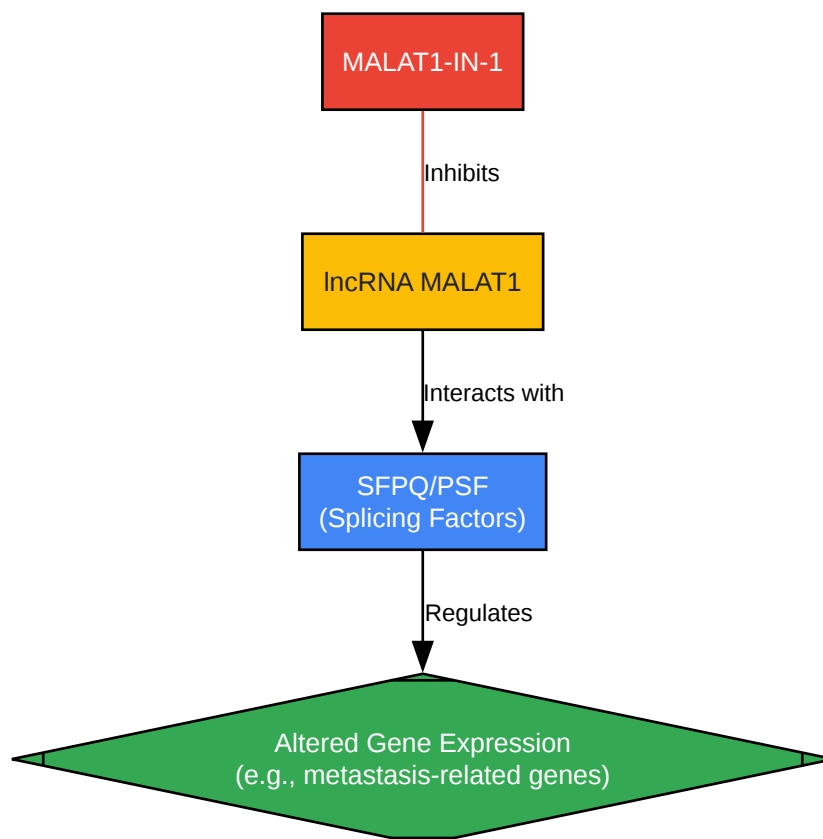 MALAT1-IN-1
Inhibits
lncRNA MALAT1
Interacts with
SFPQ/PSF
(Splicing Factors)
Regulates
Altered Gene Expression
(e.g., metastasis-related genes)